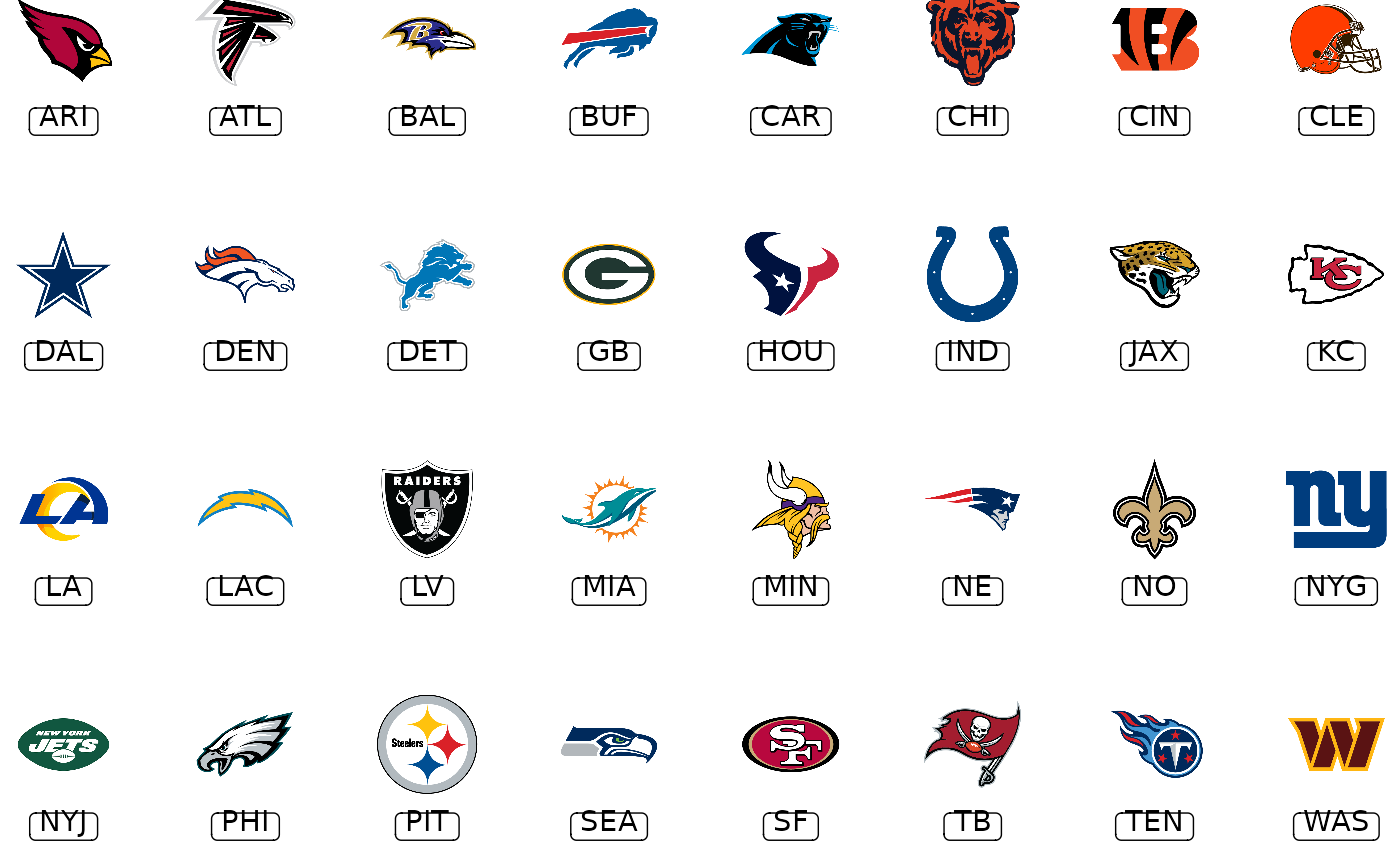 B
ARI ATL BAL BUF CAR CHI CIN CLE
G KC
DAL DEN DET GB HOU IND JAX KC
LA RAIDERS ny
LA LAC LV MIA MIN NE NO NYG
NEW YORK
JETS Steelers SF T W
NYJ PHI PIT SEA SF TB TEN WAS